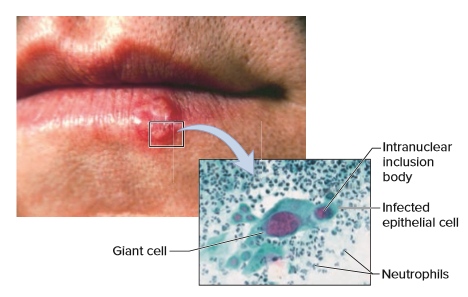 Intranuclear
inclusion
body
Infected
epithelial cell
Giant cell
Neutrophils